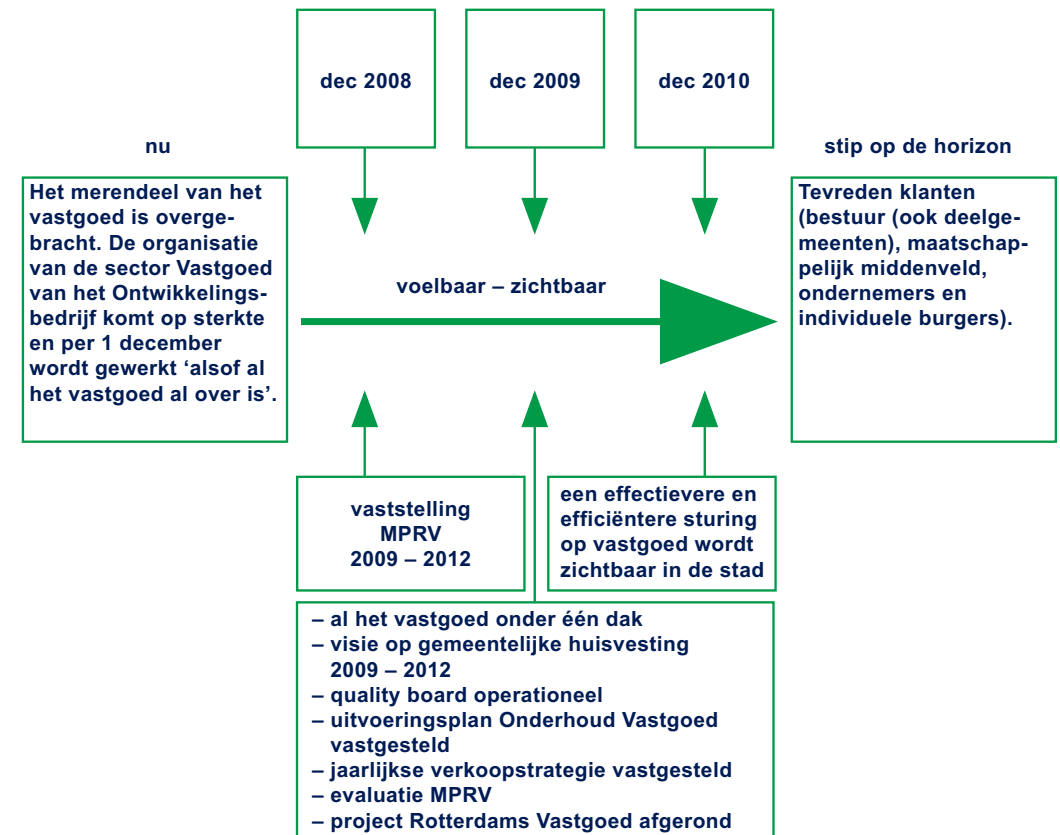 dec 2008
dec 2009
dec 2010
nu
Het merendeel van het
vastgoed is overge-
bracht. De organisatie
van de sector Vastgoed
van het Ontwikkelings-
bedrijf komt op sterkte
en per 1 december
wordt gewerkt ‘alsof al
het vastgoed al over is’.
voelbaar – zichtbaar
stip op de horizon
Tevreden klanten
(bestuur (ook deelge-
meenten), maatschap-
pelijk middenveld,
ondernemers en
individuele burgers).
vaststelling
MPRV
2009 – 2012
een effectievere en
efficiëntere sturing
op vastgoed wordt
zichtbaar in de stad
– al het vastgoed onder één dak
– visie op gemeentelijke huisvesting
2009 – 2012
– quality board operationeel
– uitvoeringsplan Onderhoud Vastgoed
vastgesteld
– jaarlijkse verkoopstrategie vastgesteld
– evaluatie MPRV
– project Rotterdams Vastgoed afgerond